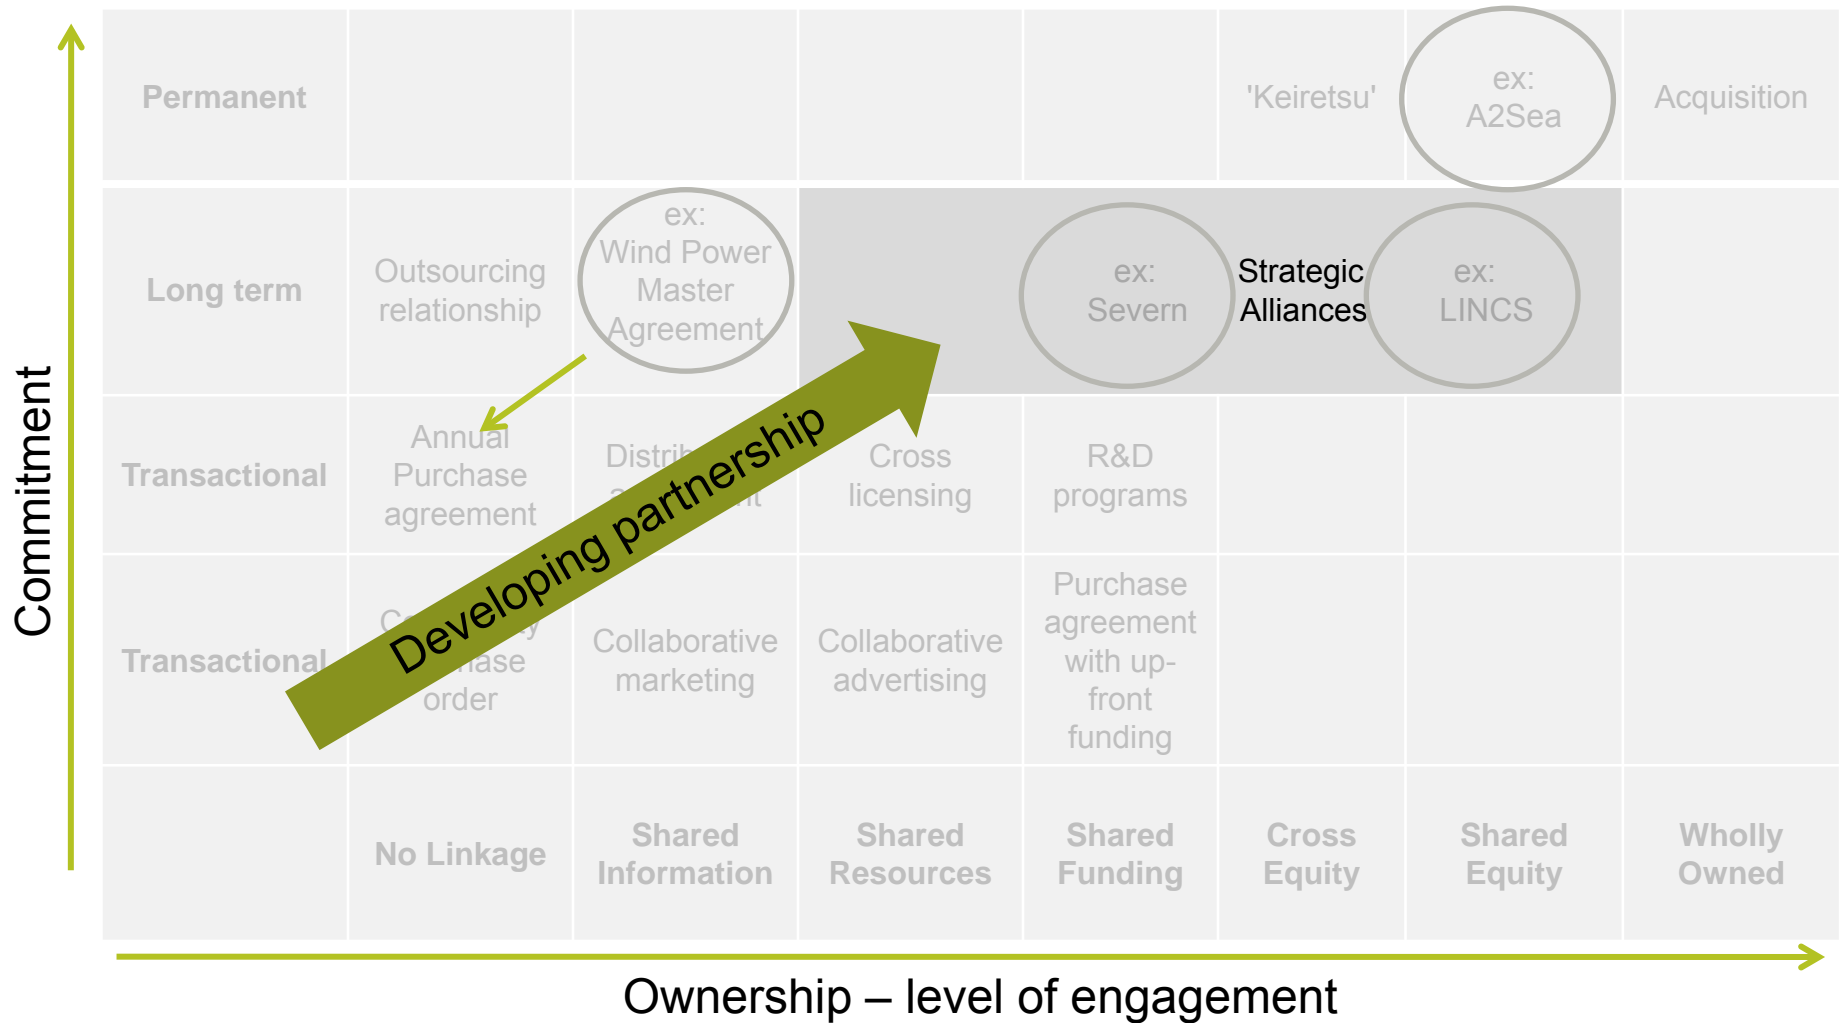 Commitment
Permanent
'Keiretsu'
ex:
A2Sea
Acquisition
Long term
Outsourcing
relationship
ex:
Wind Power
Master
Agreement
ex:
Severn
Strategic
Alliances
ex:
LINCS
Transactional
Annual
Purchase
agreement
Cross
licensing
R&D
programs
Developing partnership
Transactional
order
Collaborative
marketing
Collaborative
advertising
Purchase
agreement
with up-
front
funding
No Linkage
Shared
Information
Shared
Resources
Shared
Funding
Cross
Equity
Shared
Equity
Wholly
Owned
Ownership – level of engagement